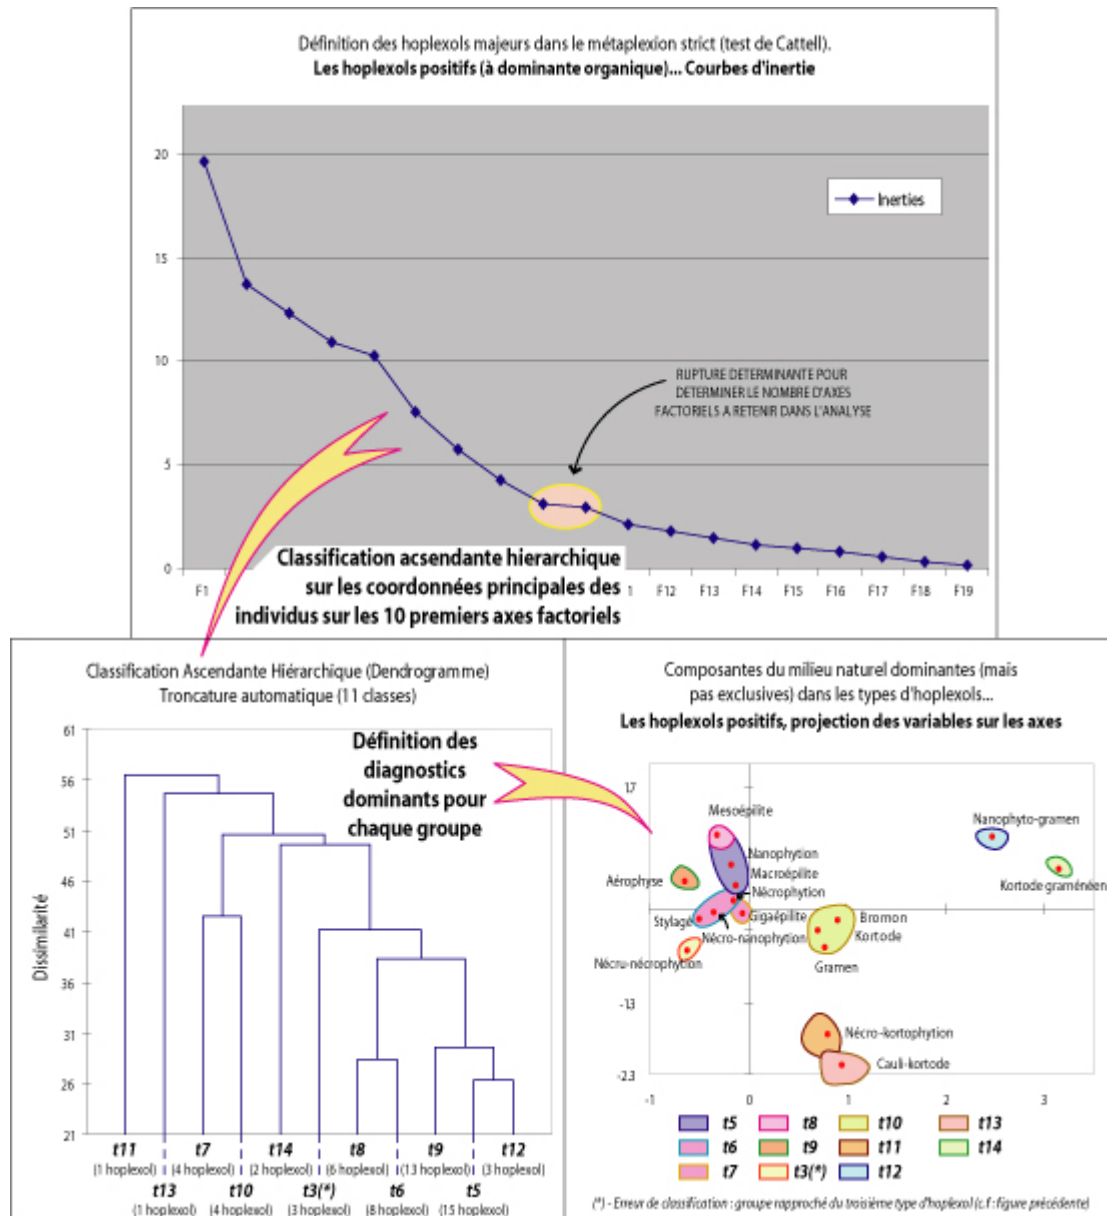 Définition des hoplexols majeurs dans le métaplexion strict (test de Cattell).
Les hoplexols positifs (à dominante organique)... Courbes d'inertie
20
15
10
5
0
Inerties
RUPTURE DETERMINANTE POUR
DETERMINER LE NOMBRE D'AXES
FACTORIELS A RETENIR DANS L'ANALYSE
Classification acsendante hierarchique
sur les coordonnées principales des
individus sur les 10 premiers axes factoriels
F1 1 F12 F13 F14 F15 F16 F17 F18 F19
Classification Ascendante Hiérarchique (Dendrogramme)
Troncature automatique (11 classes)
Définition des
diagnostics
dominants pour
chaque groupe
Dissimilarité
61
56
51
46
41
36
31
26
21
t11 t7 t14 t8 t9 t12
(1 hoplexol) (4 hoplexol) (2 hoplexol) (6 hoplexol) (13 hoplexol) (3 hoplexol)
t13 t10 t3(*) t6 t5
(1 hoplexol) (4 hoplexol) (3 hoplexol) (8 hoplexol) (15 hoplexol)
Composantes du milieu naturel dominantes (mais
pas exclusives) dans les types d'hoplexols...
Les hoplexols positifs, projection des variables sur les axes
17
Mesoépilite
Nanophyto-gramen
Nanophytion
Macroépilite
Aérophyse
Nécrophytion
Kortode graménéen
Stylagé
Gigaépilite
Bromon
Nécro-nanophytion
Kortode
Nécru-nécrophytion
Gramen
-13
Nécro-kortophytion
Cauli-kortode
-2.3
-1 0 1 3
t5 t8 t10 t13
t6 t9 t11 t14
t7 t3(*) t12
(*) - Erreur de classification : groupe rapproché du troisième type d'hoplexol (c.f : figure précédente)